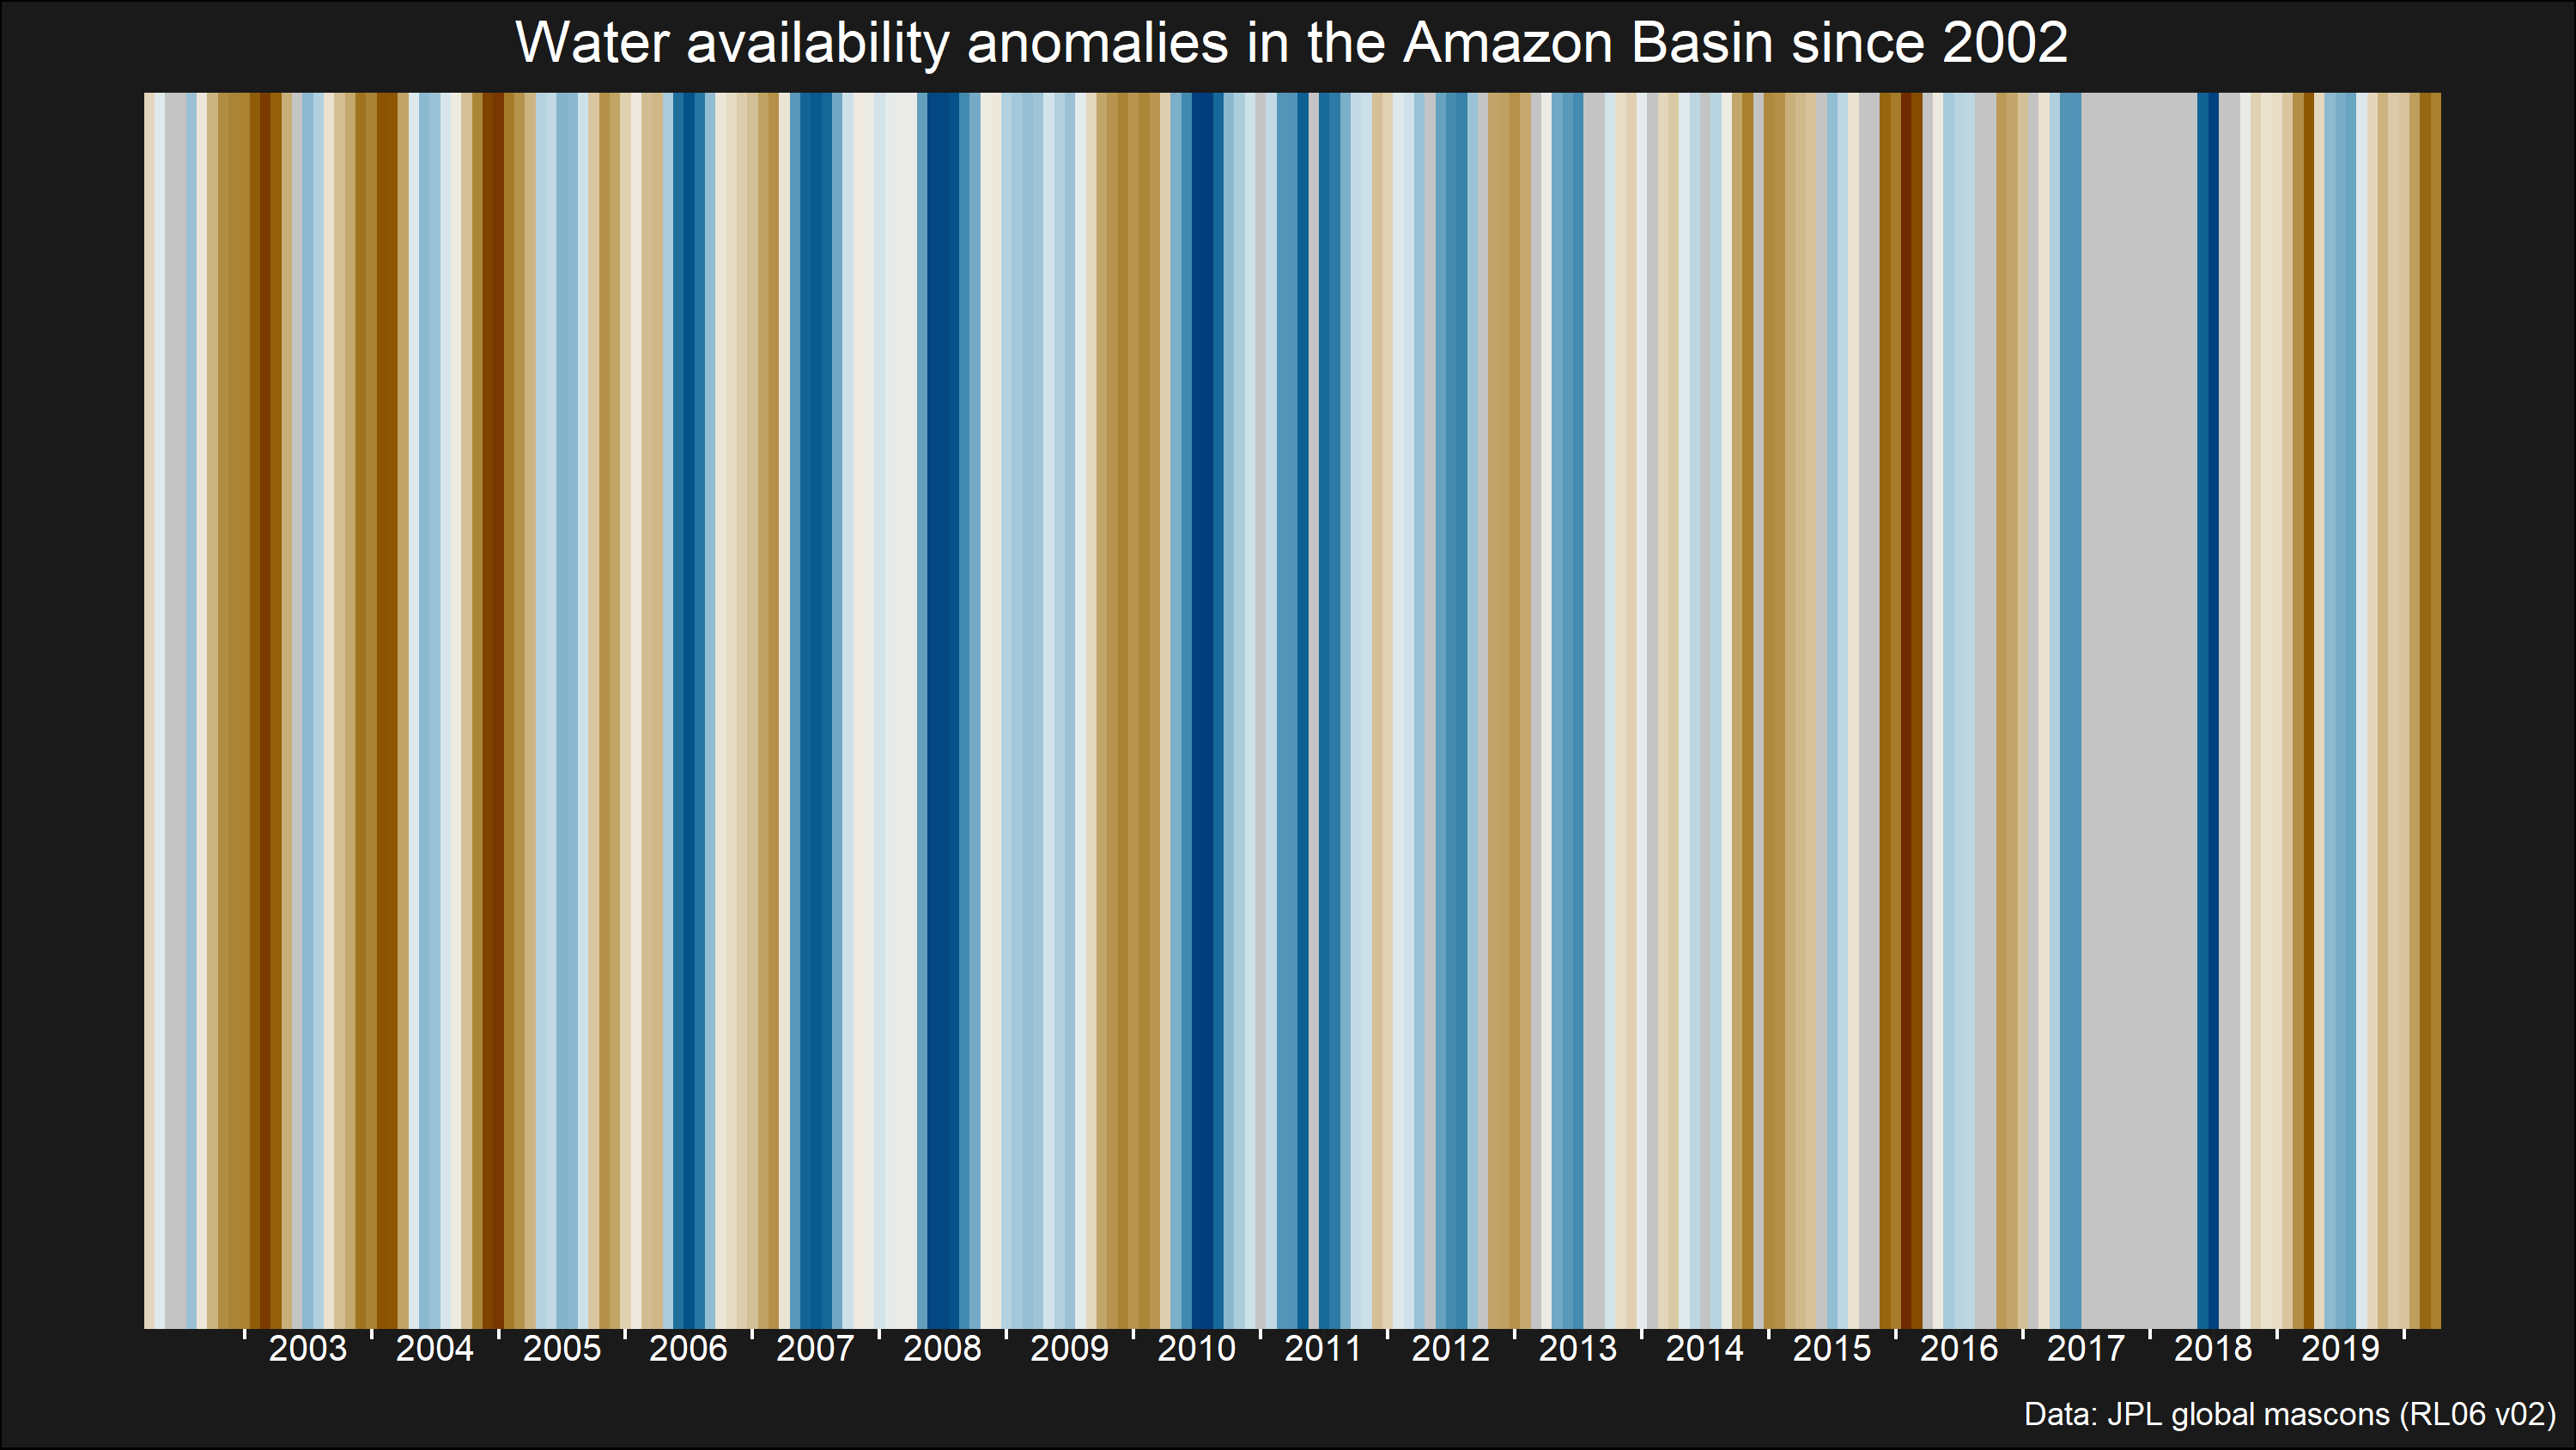 Water availability anomalies in the Amazon Basin since 2002
2003 2004 2005 2006 2007 2008 2009 2010 2011 2012 2013 2014 2015 2016 2017 2018 2019
Data: JPL global mascons (RL06 v02)